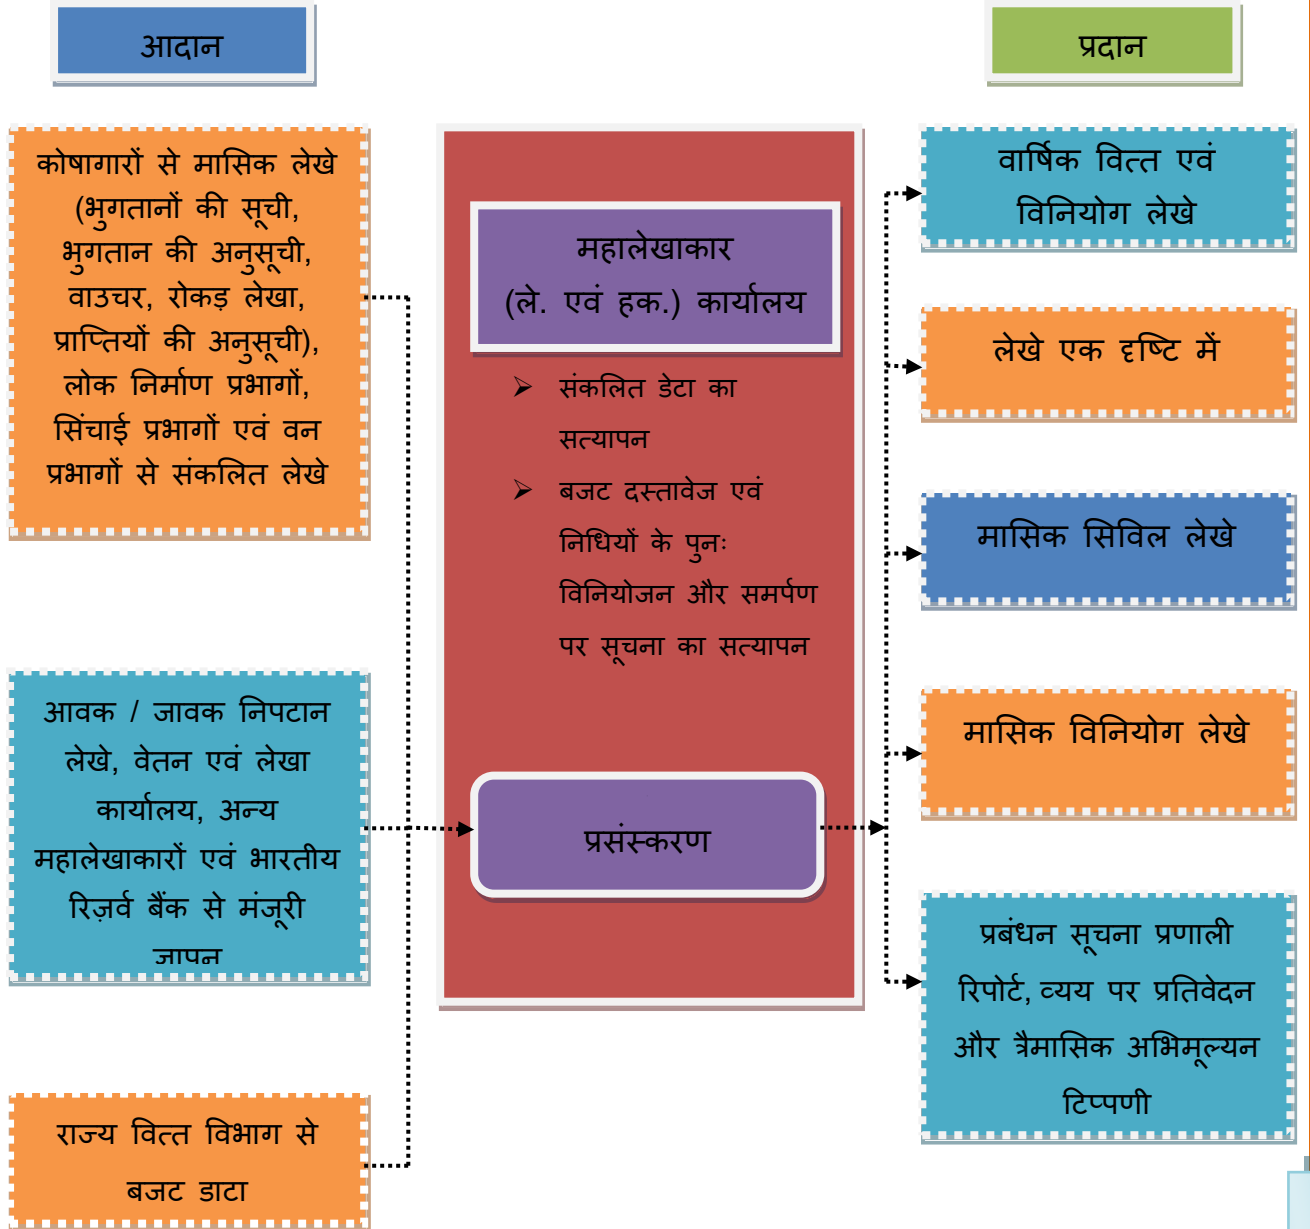 आदान
प्रदान
कोषागारों से मासिक लेखे
(भुगतानों की सूची,
भुगतान की अनुसूची,
वाउचर, रोकड़ लेखा,
प्राप्तियों की अनुसूची),
लोक निर्माण प्रभागों,
सिंचाई प्रभागों एवं वन
प्रभागों से संकलित लेखे
आवक / जावक निपटान
लेखे, वेतन एवं लेखा
कार्यालय, अन्य
महालेखाकारों एवं भारतीय
रिज़र्व बैंक से मंजूरी
ज्ञापन
राज्य वित्त विभाग से
बजट डाटा
महालेखाकार
(ले. एवं हक.) कार्यालय
➢ संकलित डेटा का
सत्यापन
➢ बजट दस्तावेज एवं
निधियों के पुनः
विनियोजन और समर्पण
पर सूचना का सत्यापन
प्रसंस्करण
वार्षिक वित्त एवं
विनियोग लेखे
लेखे एक दृष्टि में
मासिक सिविल लेखे
मासिक विनियोग लेखे
प्रबंधन सूचना प्रणाली
रिपोर्ट, व्यय पर प्रतिवेदन
और त्रैमासिक अभिमूल्यन
टिप्पणी